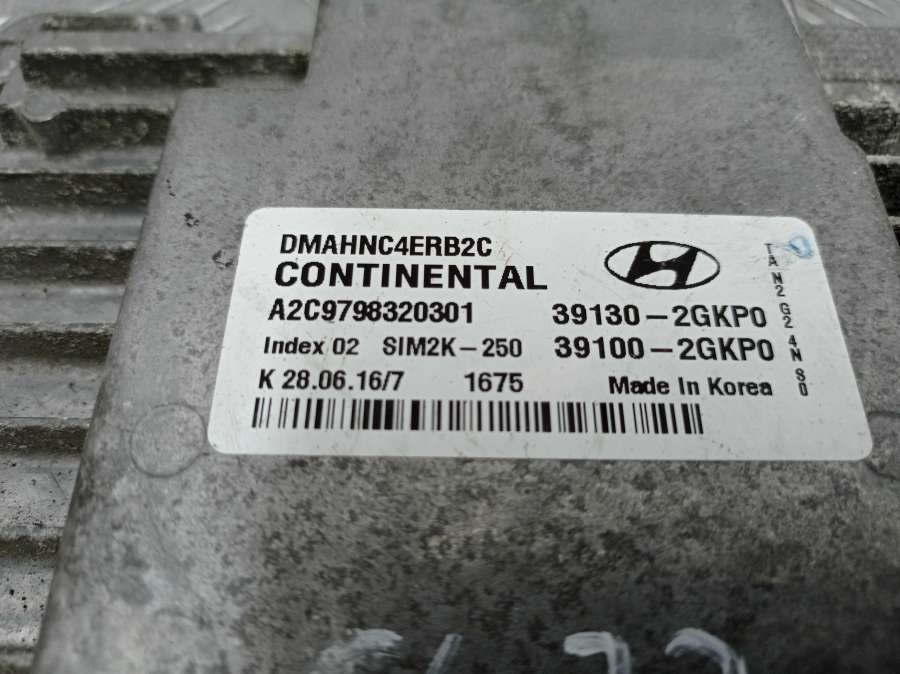 DMAHNC4ERB2C
CONTINENTAL
A2C9798320301 39130-2GKP0
Index 02 SIM2K-250 39100-2GKP0
K 28.06.16/7 1675 Made In Korea
TAN2G24NS0